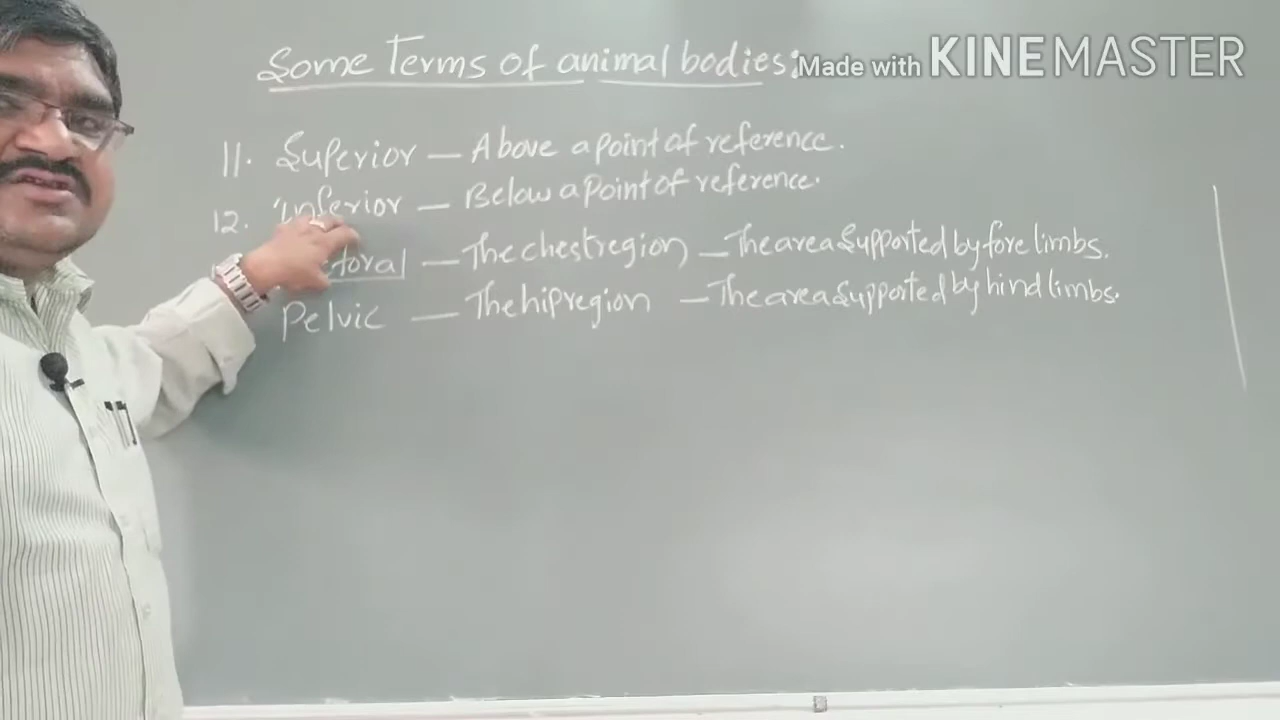 Some Terms of animal bodies:
Made with KINEMASTER
11. Superior — Above a point of reference.
12. Inferior — Below a point of reference.
toral — The chest region — The area supported by fore limbs.
Pelvic — The hip region — The area supported by hind limbs.